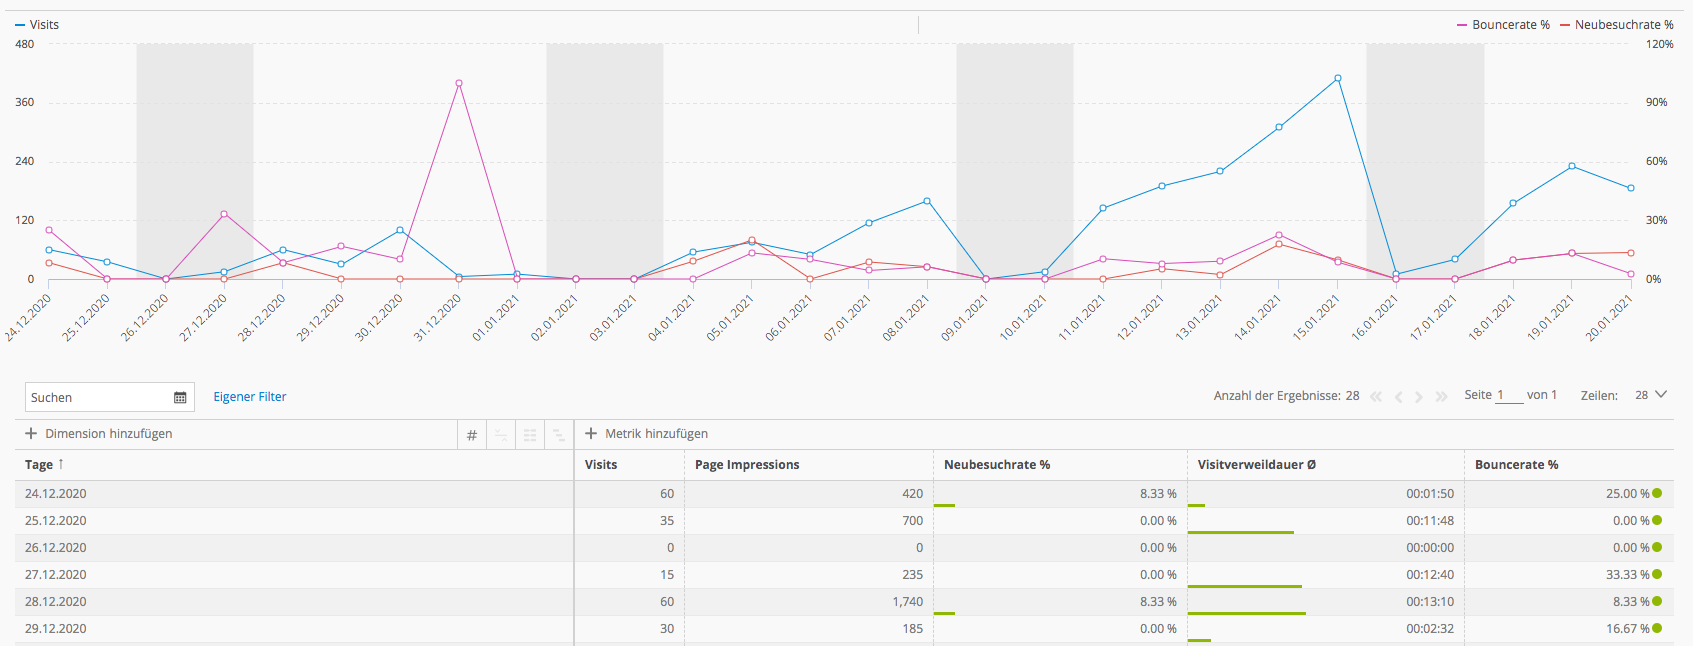 Visits Bouncerate % Neubesuchrate %
480 120%
360 90%
240 60%
120 30%
0 0%
24.12.2020 25.12.2020 26.12.2020 27.12.2020 28.12.2020 29.12.2020 30.12.2020 31.12.2020 01.01.2021 02.01.2021 03.01.2021 04.01.2021 05.01.2021 06.01.2021 07.01.2021 08.01.2021 09.01.2021 10.01.2021 11.01.2021 12.01.2021 13.01.2021 14.01.2021 15.01.2021 16.01.2021 17.01.2021 18.01.2021 19.01.2021 20.01.2021
Suchen Eigener Filter Anzahl der Ergebnisse: 28 « ‹ › » Seite 1 von 1 Zeilen: 28
+ Dimension hinzufügen # + Metrik hinzufügen
Tage ↑ Visits Page Impressions Neubesuchrate % Visitverweildauer Ø Bouncerate %
24.12.2020 60 420 8.33 % 00:01:50 25.00 %
25.12.2020 35 700 0.00 % 00:11:48 0.00 %
26.12.2020 0 0 0.00 % 00:00:00 0.00 %
27.12.2020 15 235 0.00 % 00:12:40 33.33 %
28.12.2020 60 1,740 8.33 % 00:13:10 8.33 %
29.12.2020 30 185 0.00 % 00:02:32 16.67 %